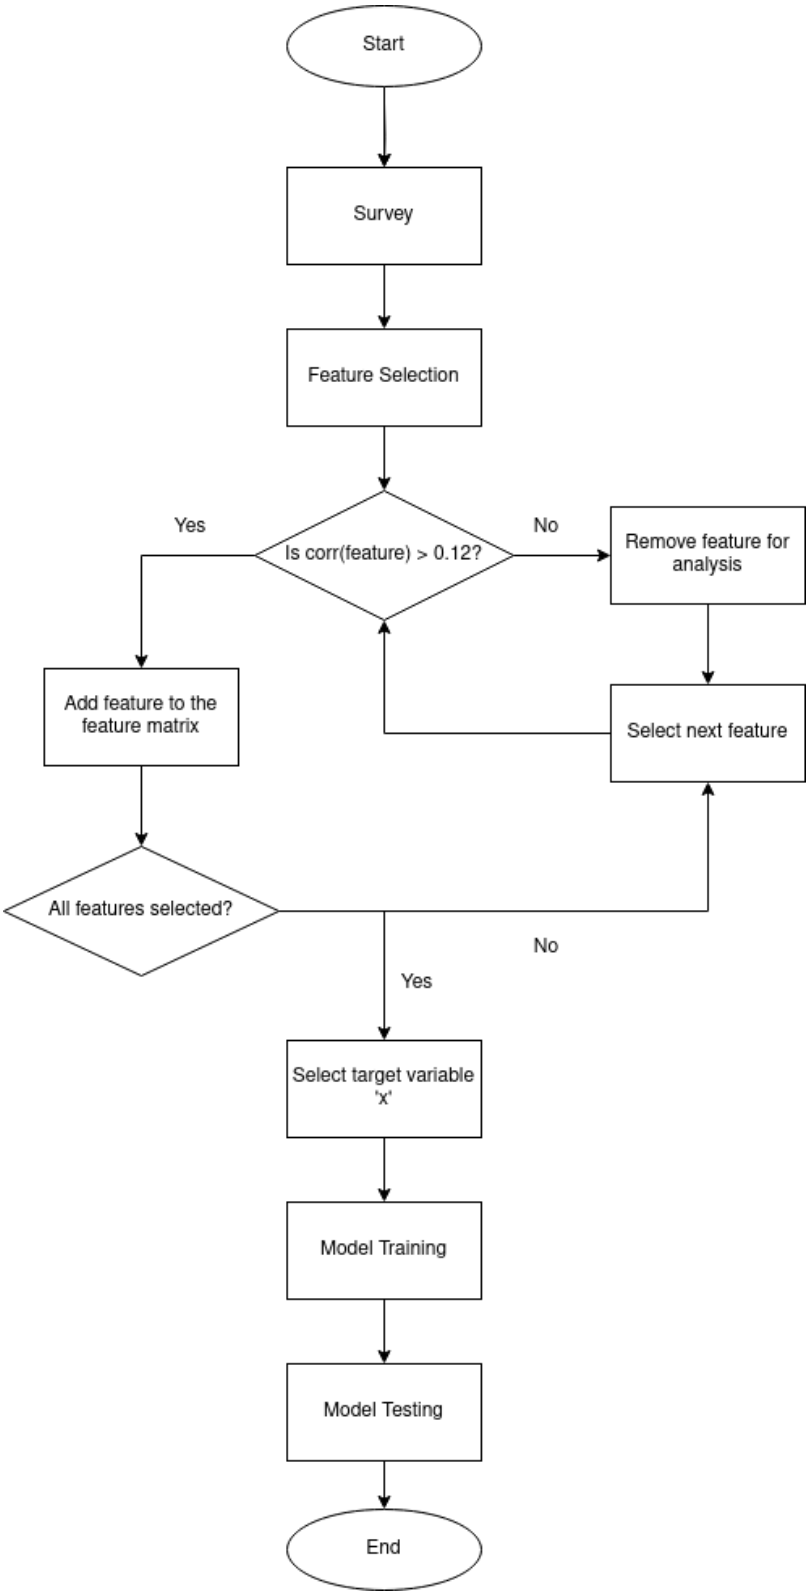 Start
Survey
Feature Selection
Yes
Is corr(feature) > 0.12?
No
Remove feature for
analysis
Add feature to the
feature matrix
Select next feature
All features selected?
No
Yes
Select target variable
'x'
Model Training
Model Testing
End